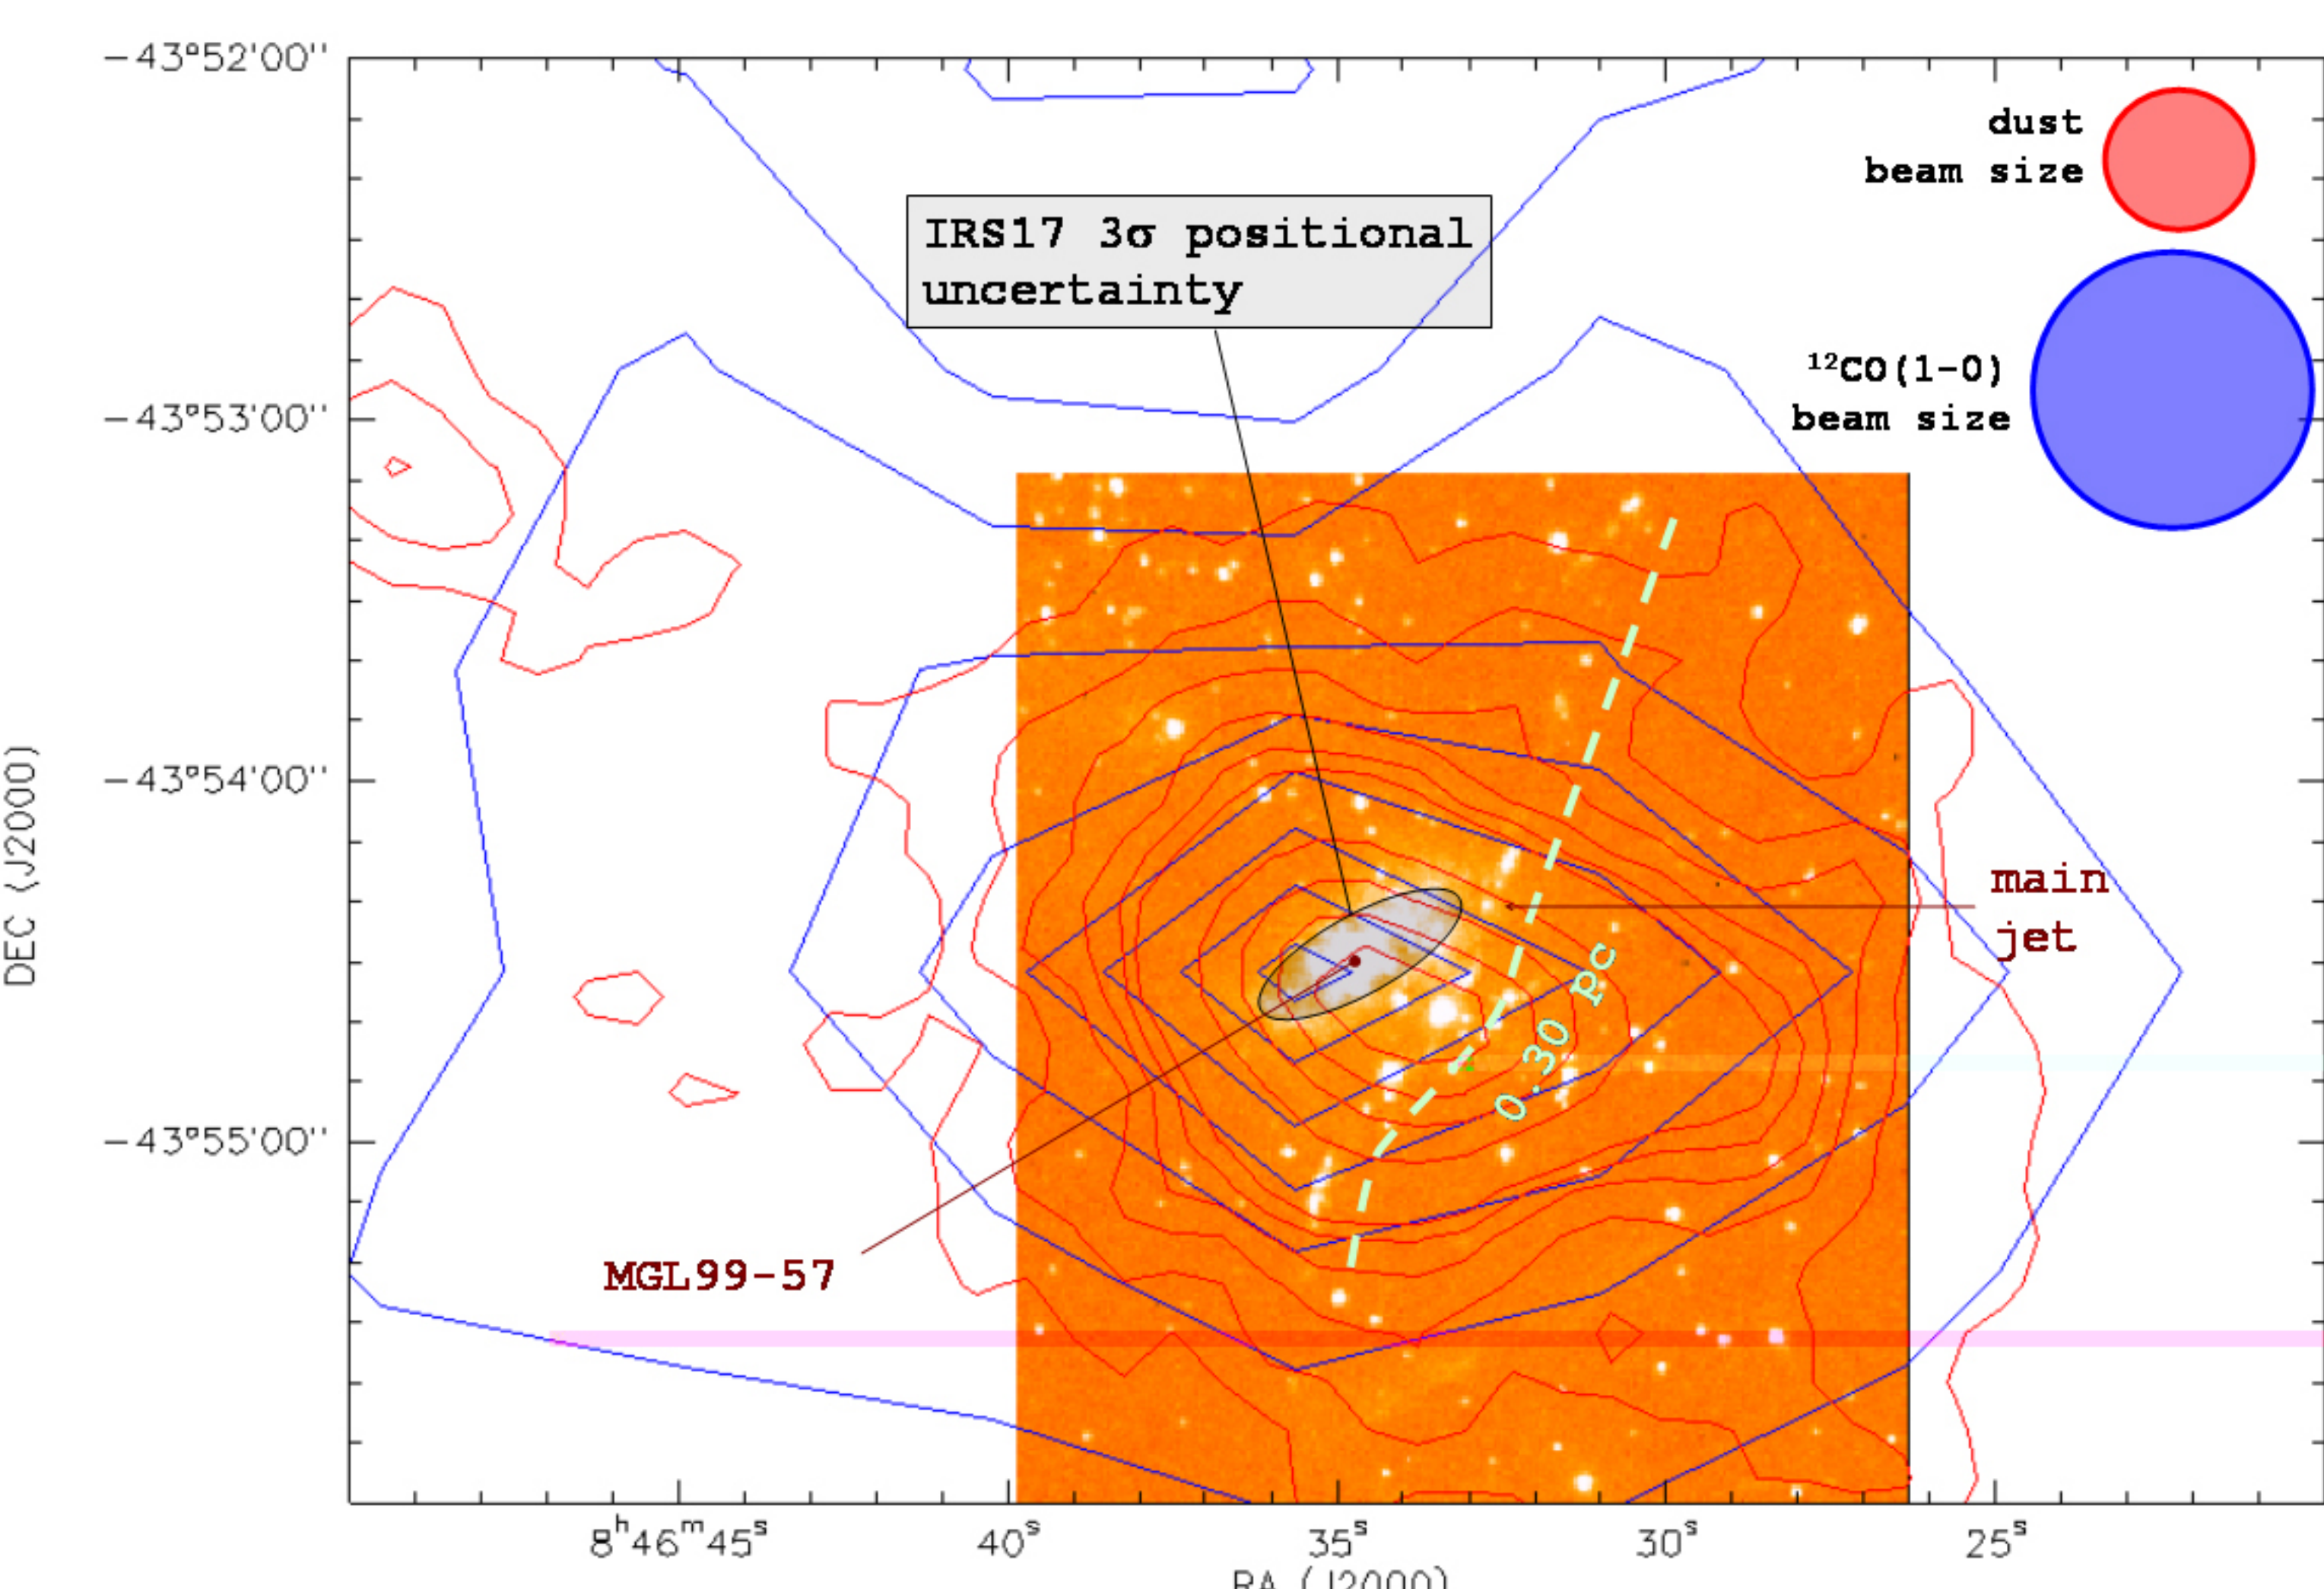 −43°52'00''
dust
beam size
IRS17 3σ positional
uncertainty
¹²CO(1−0)
beam size
−43°53'00''
−43°54'00''
main
jet
0.30 pc
DEC (J2000)
−43°55'00''
MGL99−57
8ʰ46ᵐ45ˢ
40ˢ
35ˢ
30ˢ
25ˢ
RA (J2000)